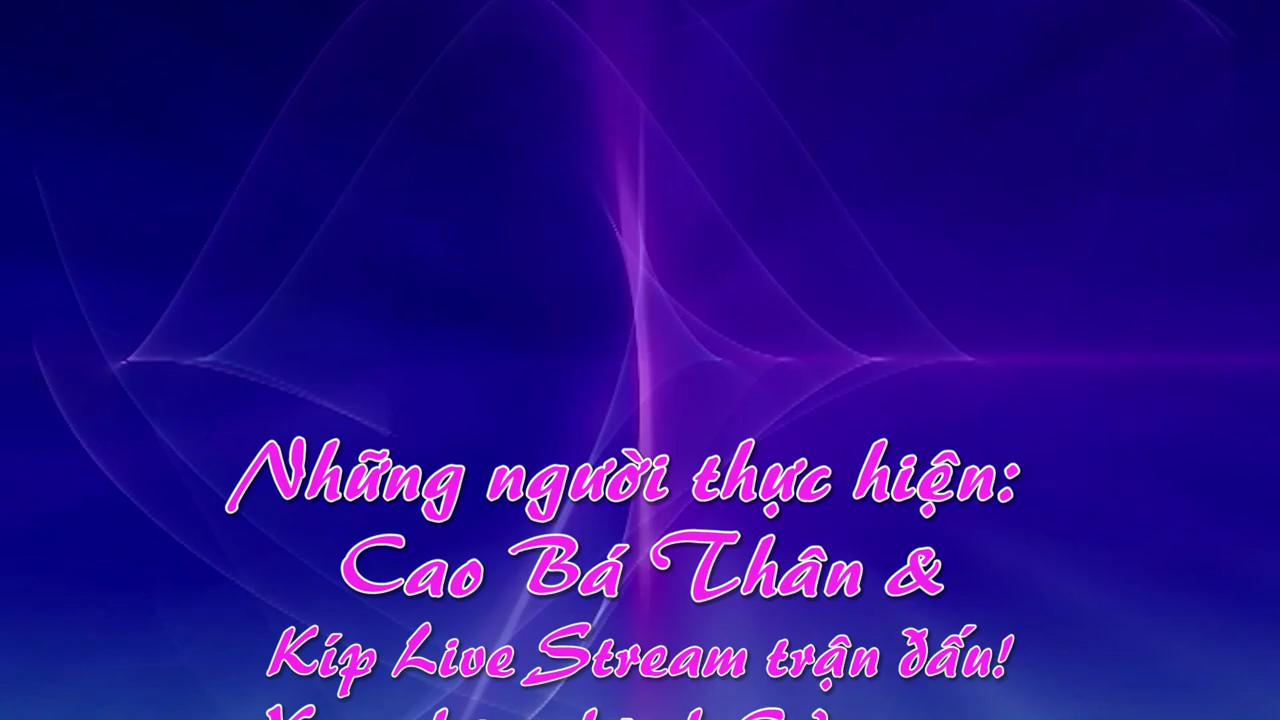 Những người thực hiện:
Cao Bá Thân &
Kíp Live Stream trận đấu!